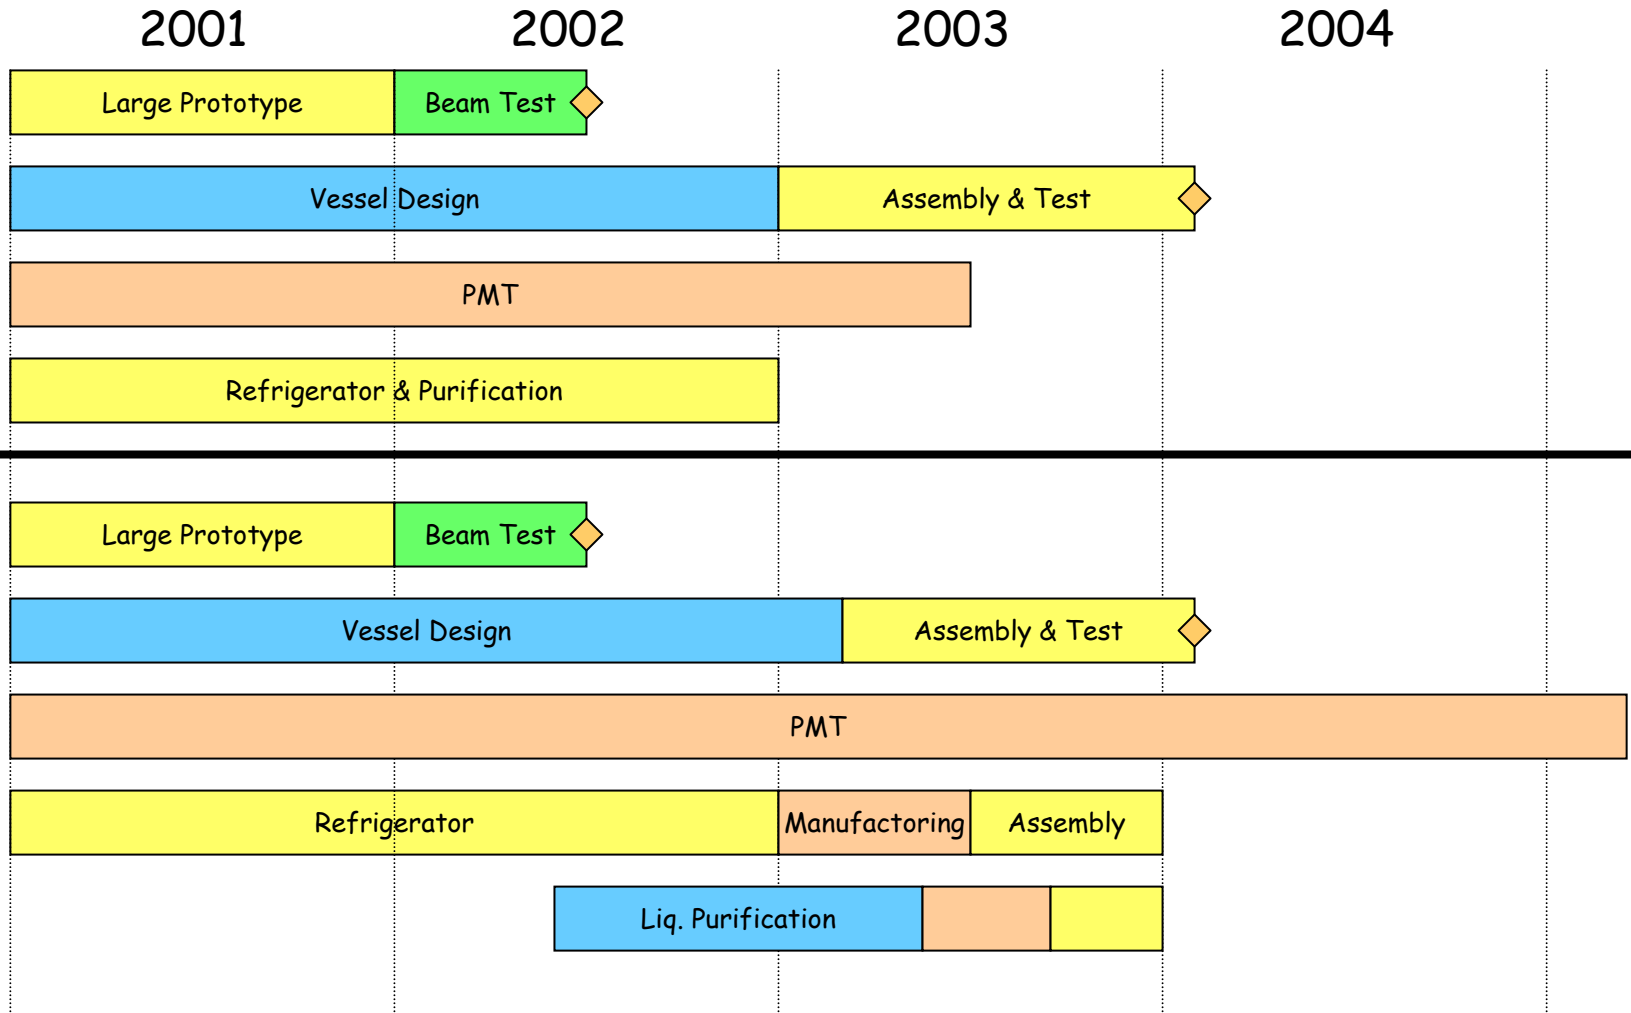 2001 2002 2003 2004
Large Prototype Beam Test
Vessel Design Assembly & Test
PMT
Refrigerator & Purification
Large Prototype Beam Test
Vessel Design Assembly & Test
PMT
Refrigerator Manufactoring Assembly
Liq. Purification